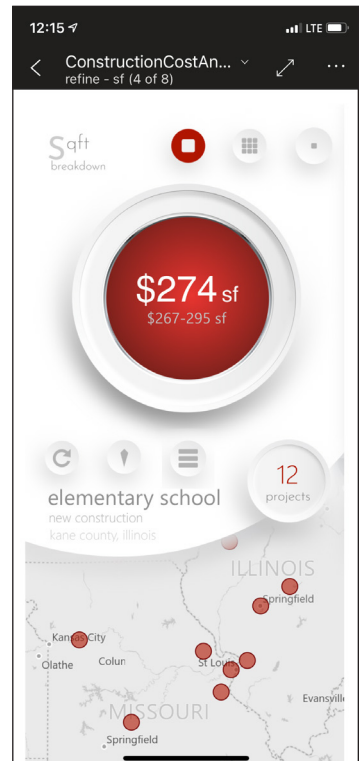 12:15
LTE
ConstructionCostAn...
refine - sf (4 of 8)
Sqft
breakdown
$274 sf
$267-295 sf
12
projects
elementary school
new construction
kane county, illinois
ILLINOIS
Springfield
Kansas City
Olathe
Colun
St Louis
Evansville
MISSOURI
Springfield